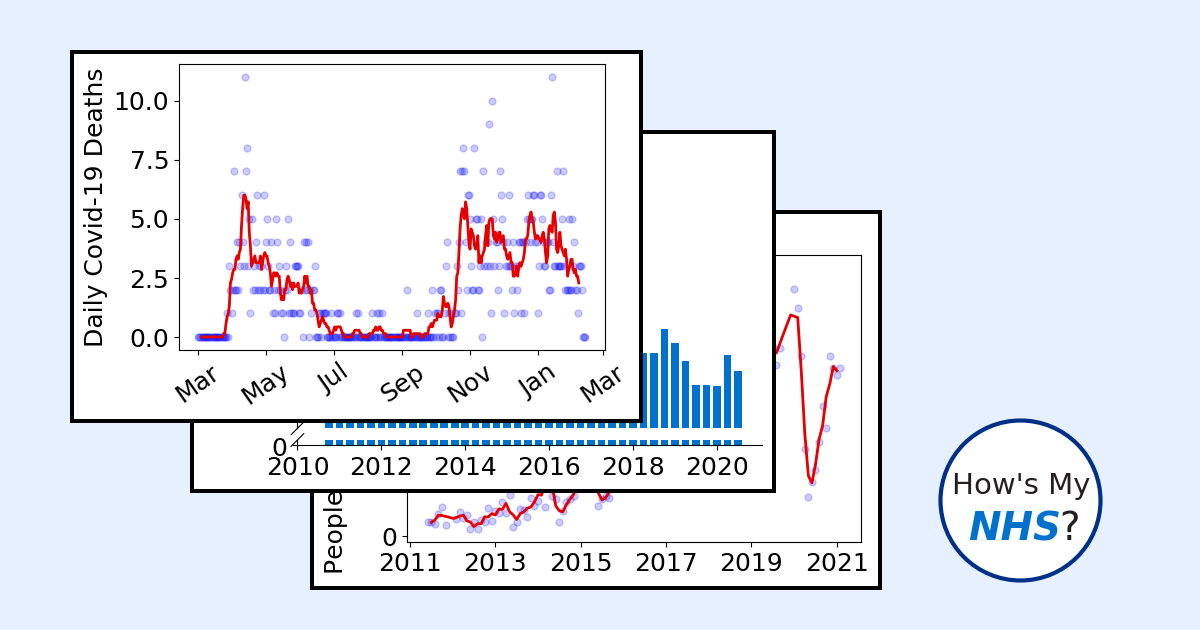 Daily Covid-19 Deaths
10.0
7.5
5.0
2.5
0.0
Mar May Jul Sep Nov Jan Mar
0
2010 2012 2014 2016 2018 2020
People
0
2011 2013 2015 2017 2019 2021
How's My
NHS?